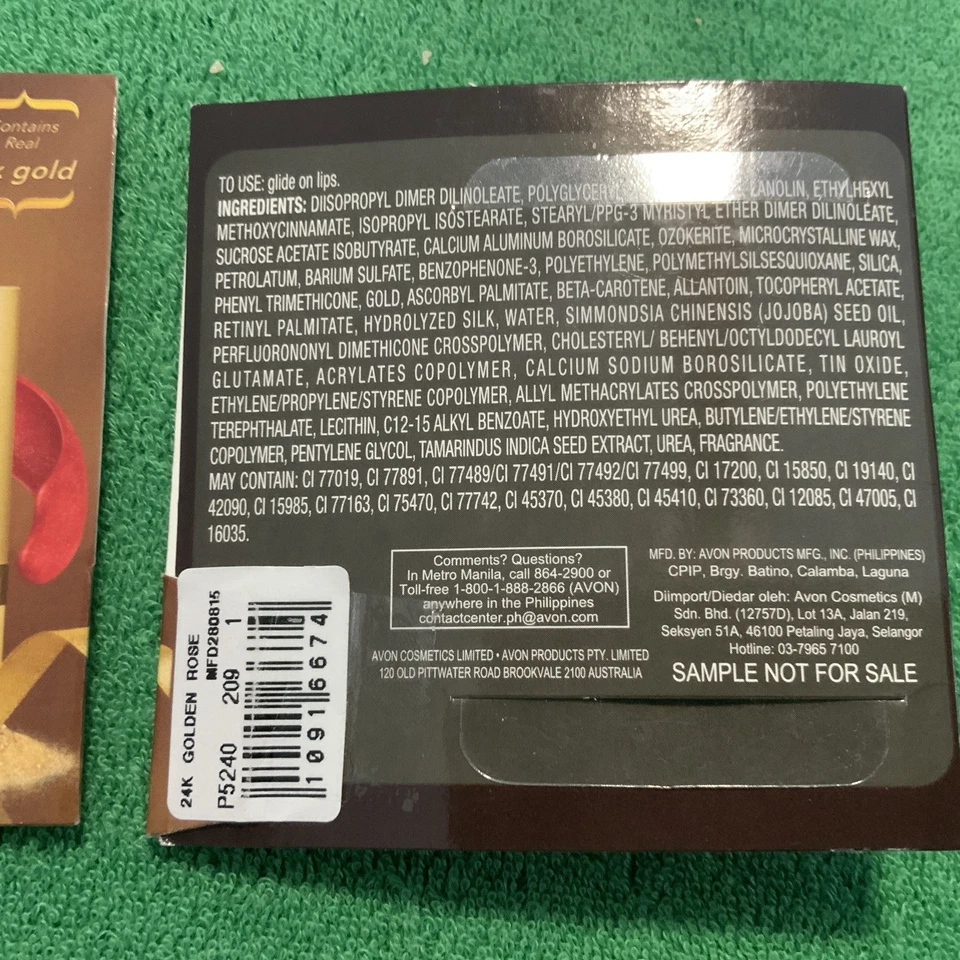 ontains
Real
gold
TO USE: glide on lips.
INGREDIENTS: DIISOPROPYL DIMER DILINOLEATE, POLYGLYCERYL LANOLIN, ETHYLHEXYL
METHOXYCINNAMATE, ISOPROPYL ISOSTEARATE, STEARYL/PPG-3 MYRISTYL ETHER DIMER DILINOLEATE,
SUCROSE ACETATE ISOBUTYRATE, CALCIUM ALUMINUM BOROSILICATE, OZOKERITE, MICROCRYSTALLINE WAX,
PETROLATUM, BARIUM SULFATE, BENZOPHENONE-3, POLYETHYLENE, POLYMETHYLSILSESQUIOXANE, SILICA,
PHENYL TRIMETHICONE, GOLD, ASCORBYL PALMITATE, BETA-CAROTENE, ALLANTOIN, TOCOPHERYL ACETATE,
RETINYL PALMITATE, HYDROLYZED SILK, WATER, SIMMONDSIA CHINENSIS (JOJOBA) SEED OIL,
PERFLUORONONYL DIMETHICONE CROSSPOLYMER, CHOLESTERYL/ BEHENYL/OCTYLDODECYL LAUROYL
GLUTAMATE, ACRYLATES COPOLYMER, CALCIUM SODIUM BOROSILICATE, TIN OXIDE,
ETHYLENE/PROPYLENE/STYRENE COPOLYMER, ALLYL METHACRYLATES CROSSPOLYMER, POLYETHYLENE
TEREPHTHALATE, LECITHIN, C12-15 ALKYL BENZOATE, HYDROXYETHYL UREA, BUTYLENE/ETHYLENE/STYRENE
COPOLYMER, PENTYLENE GLYCOL, TAMARINDUS INDICA SEED EXTRACT, UREA, FRAGRANCE.
MAY CONTAIN: CI 77019, CI 77891, CI 77489/CI 77491/CI 77492/CI 77499, CI 17200, CI 15850, CI 19140, CI
42090, CI 15985, CI 77163, CI 75470, CI 77742, CI 45370, CI 45380, CI 45410, CI 73360, CI 12085, CI 47005, CI
16035.
Comments? Questions?
In Metro Manila, call 864-2900 or
Toll-free 1-800-1-888-2866 (AVON)
anywhere in the Philippines
contactcenter.ph@avon.com
AVON COSMETICS LIMITED • AVON PRODUCTS PTY. LIMITED
120 OLD PITTWATER ROAD BROOKVALE 2100 AUSTRALIA
MFD. BY: AVON PRODUCTS MFG., INC. (PHILIPPINES)
CPIP, Brgy. Batino, Calamba, Laguna
Diimport/Diedar oleh: Avon Cosmetics (M)
Sdn. Bhd. (12757D), Lot 13A, Jalan 219,
Seksyen 51A, 46100 Petaling Jaya, Selangor
Hotline: 03-7965 7100
SAMPLE NOT FOR SALE
24K GOLDEN ROSE
MFD280815
P5240 209 1
10916674